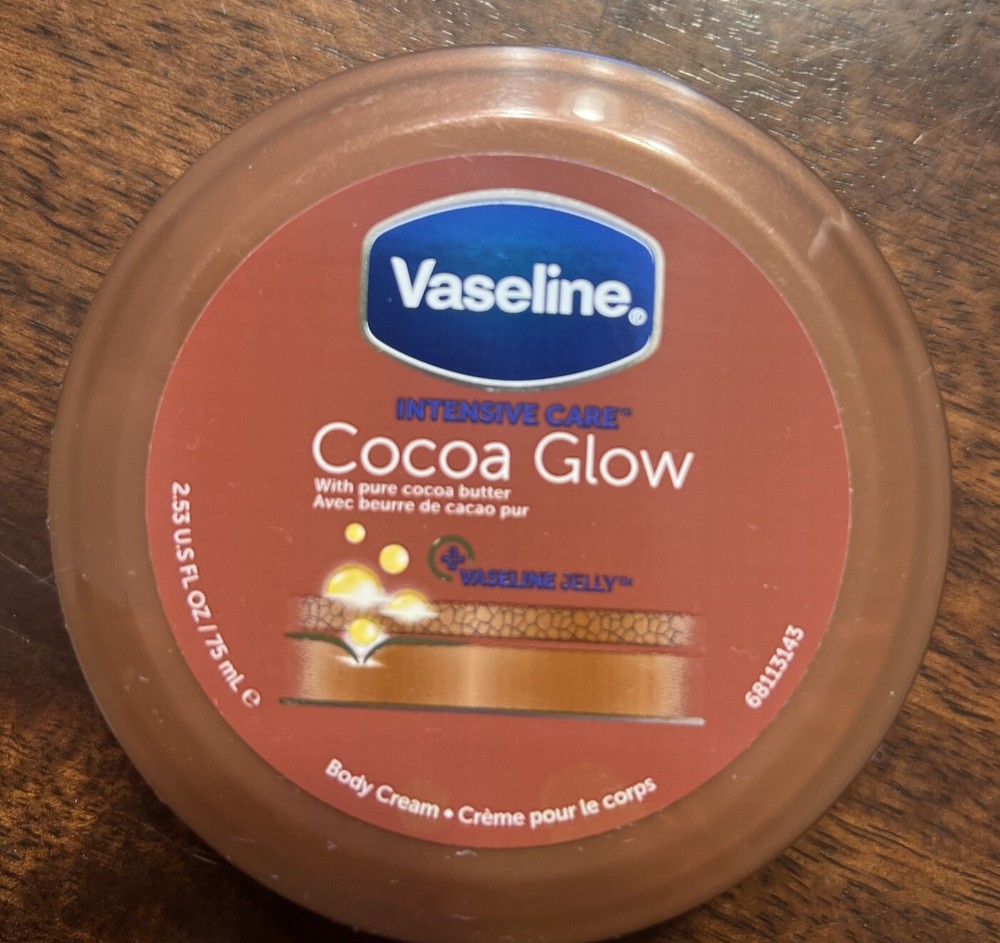 Vaseline®
INTENSIVE CARE™
Cocoa Glow
With pure cocoa butter
Avec beurre de cacao pur
VASELINE JELLY™
2.53 U.S FL OZ / 75 mL ℮
68113143
Body Cream • Crème pour le corps